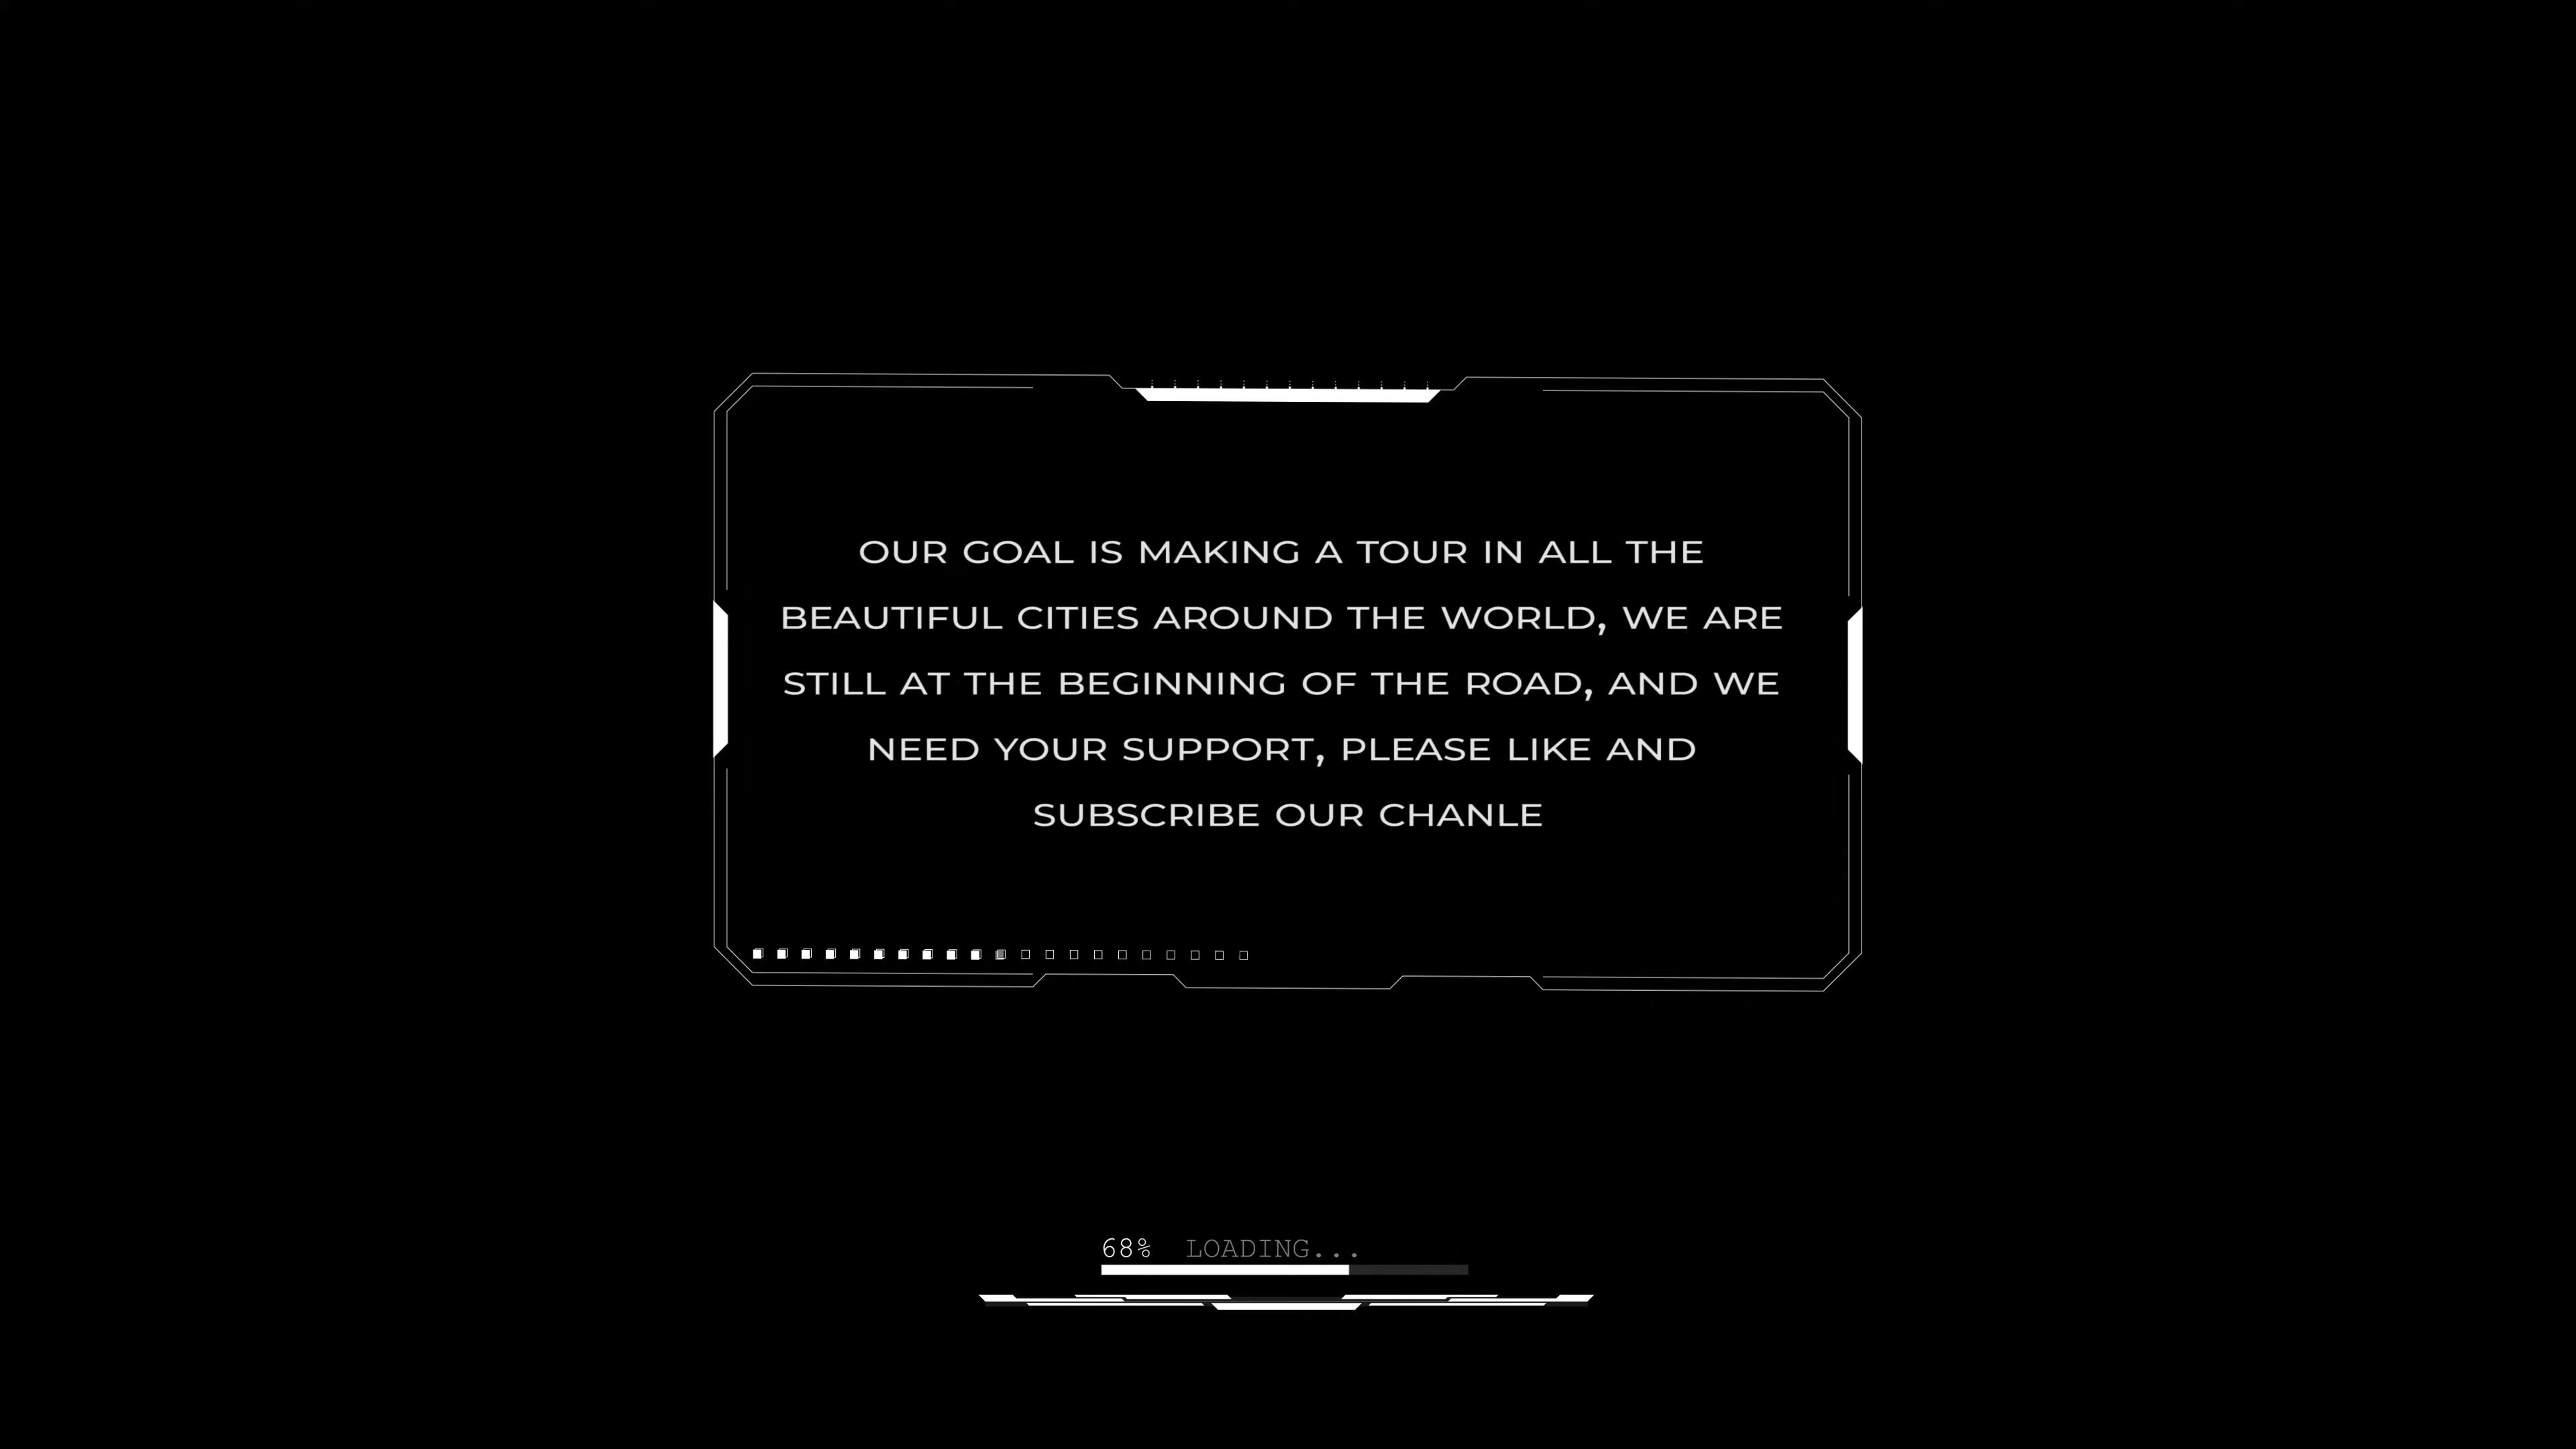 OUR GOAL IS MAKING A TOUR IN ALL THE
BEAUTIFUL CITIES AROUND THE WORLD, WE ARE
STILL AT THE BEGINNING OF THE ROAD, AND WE
NEED YOUR SUPPORT, PLEASE LIKE AND
SUBSCRIBE OUR CHANLE
68% LOADING...